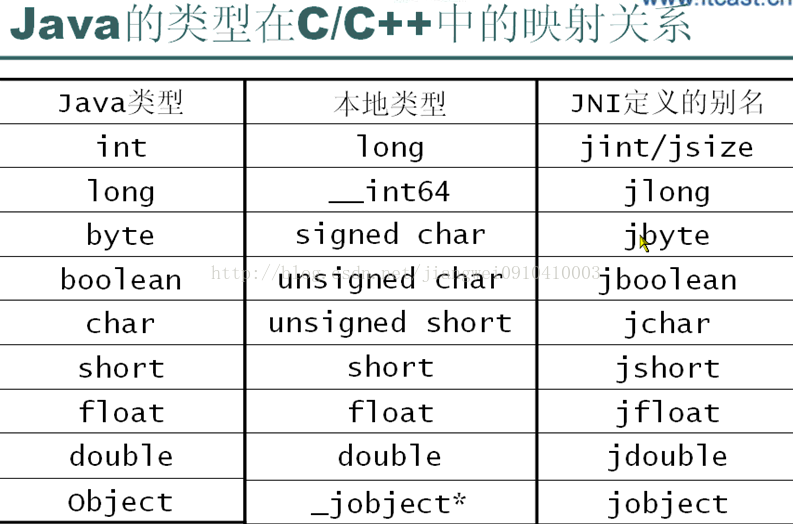 www.itcast.cn
Java的类型在C/C++中的映射关系
Java类型 本地类型 JNI定义的别名
int long jint/jsize
long __int64 jlong
byte signed char jbyte
http://blog.csdn.net/jiangwei0910410003
boolean unsigned char jboolean
char unsigned short jchar
short short jshort
float float jfloat
double double jdouble
Object _jobject* jobject